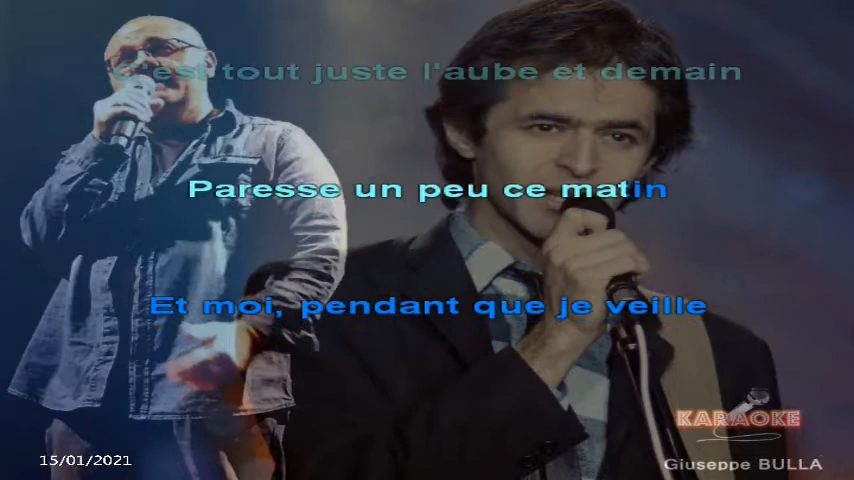 C'est tout juste l'aube et demain
Paresse un peu ce matin
Et moi, pendant que je veille
KARAOKE
15/01/2021
Giuseppe BULLA